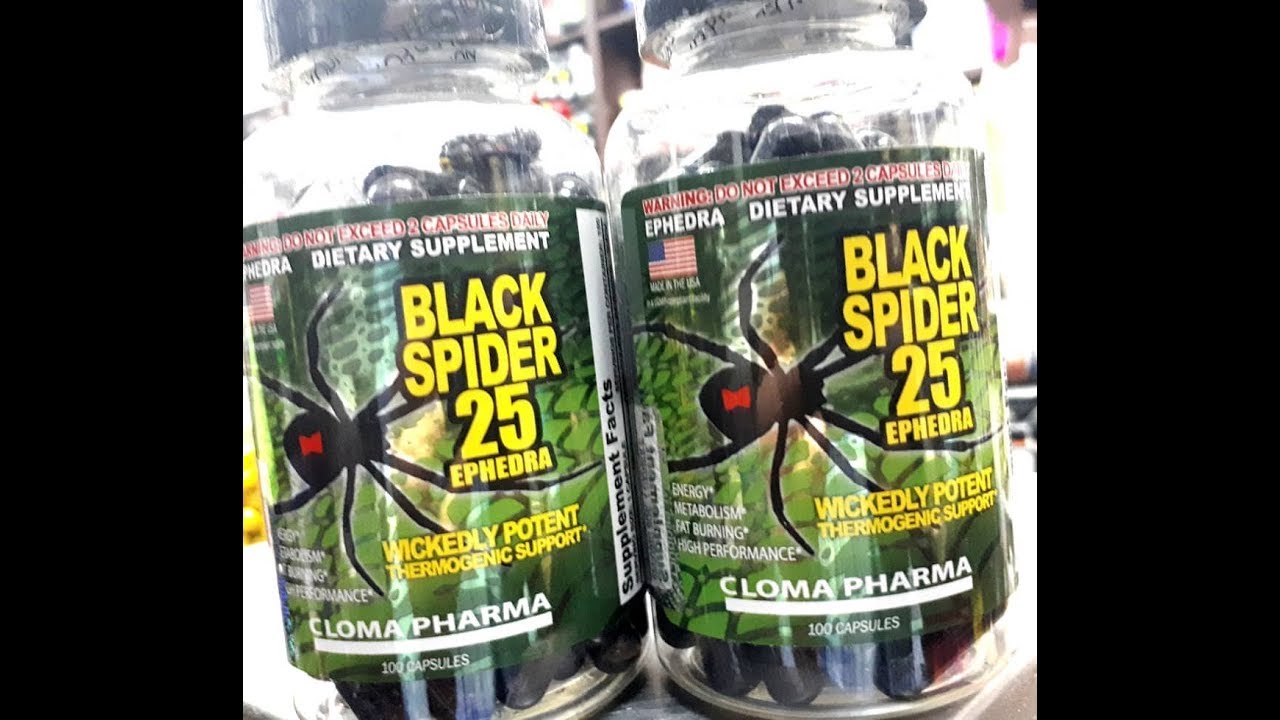 WARNING: DO NOT EXCEED 2 CAPSULES DAILY
EPHEDRA DIETARY SUPPLEMENT
BLACK
SPIDER
25
EPHEDRA
WICKEDLY POTENT
THERMOGENIC SUPPORT*
PERFORMANCE*
CLOMA PHARMA
100 CAPSULES
Supplement Facts
WARNING: DO NOT EXCEED 2 CAPSULES DAILY
EPHEDRA DIETARY SUPPLEMENT
MADE IN THE USA
BLACK
SPIDER
25
EPHEDRA
ENERGY*
METABOLISM*
FAT BURNING*
HIGH PERFORMANCE*
WICKEDLY POTENT
THERMOGENIC SUPPORT*
CLOMA PHARMA
100 CAPSULES